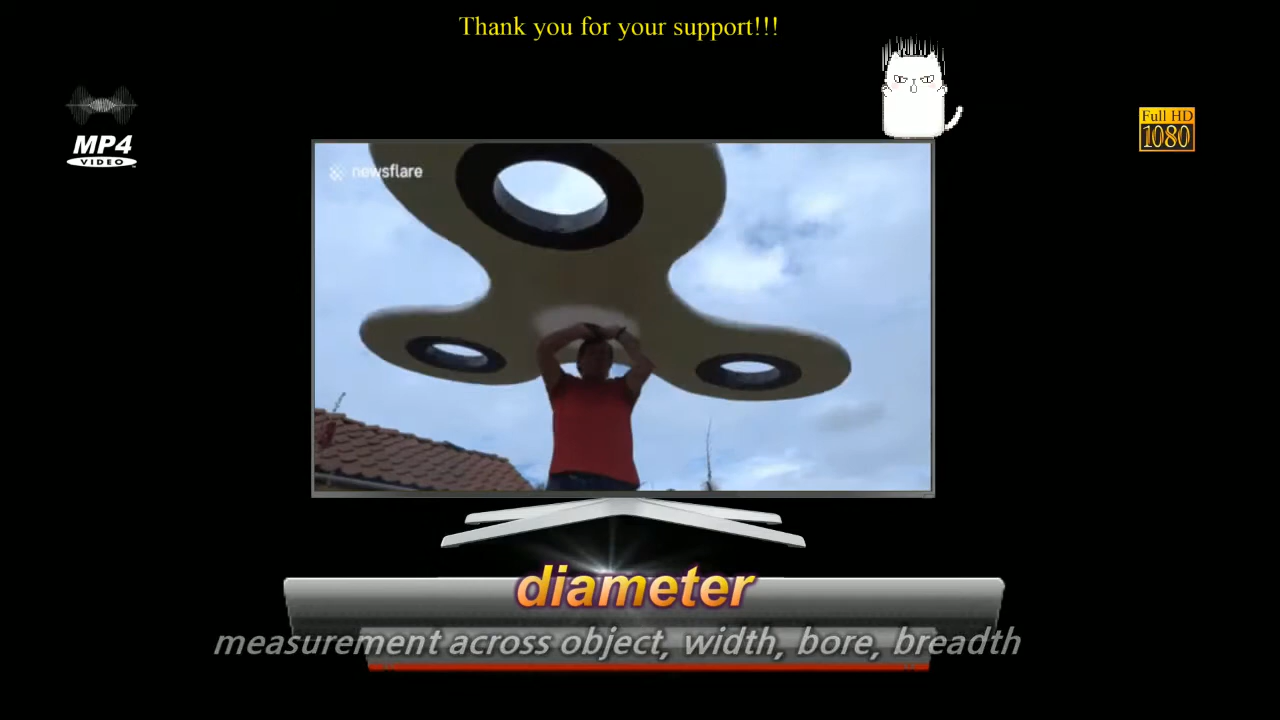 Thank you for your support!!!
MP4
VIDEO
Full HD
1080
newsflare
diameter
measurement across object, width, bore, breadth